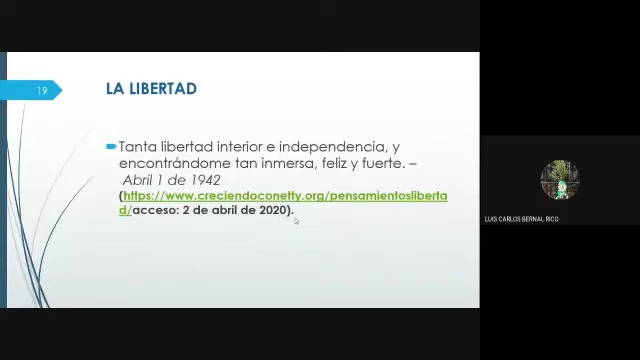 19
LA LIBERTAD
Tanta libertad interior e independencia, y
encontrándome tan inmersa, feliz y fuerte. –
Abril 1 de 1942
(https://www.creciendoconetty.org/pensamientosliberta
d/acceso: 2 de abril de 2020).
LUIS CARLOS BERNAL RICO